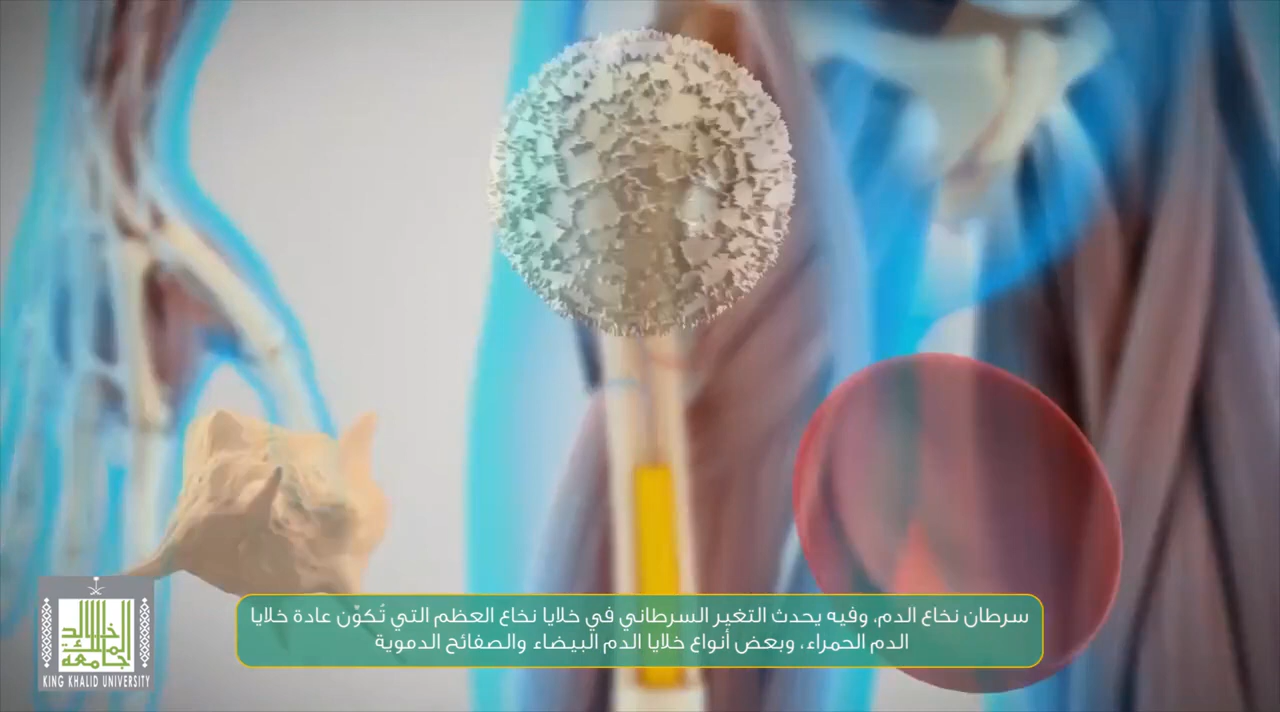 سرطان نخاع الدم، وفيه يحدث التغير السرطاني في خلايا نخاع العظم التي تُكوِّن عادة خلايا
الدم الحمراء، وبعض أنواع خلايا الدم البيضاء والصفائح الدموية
جامعة الملك خالد
KING KHALID UNIVERSITY